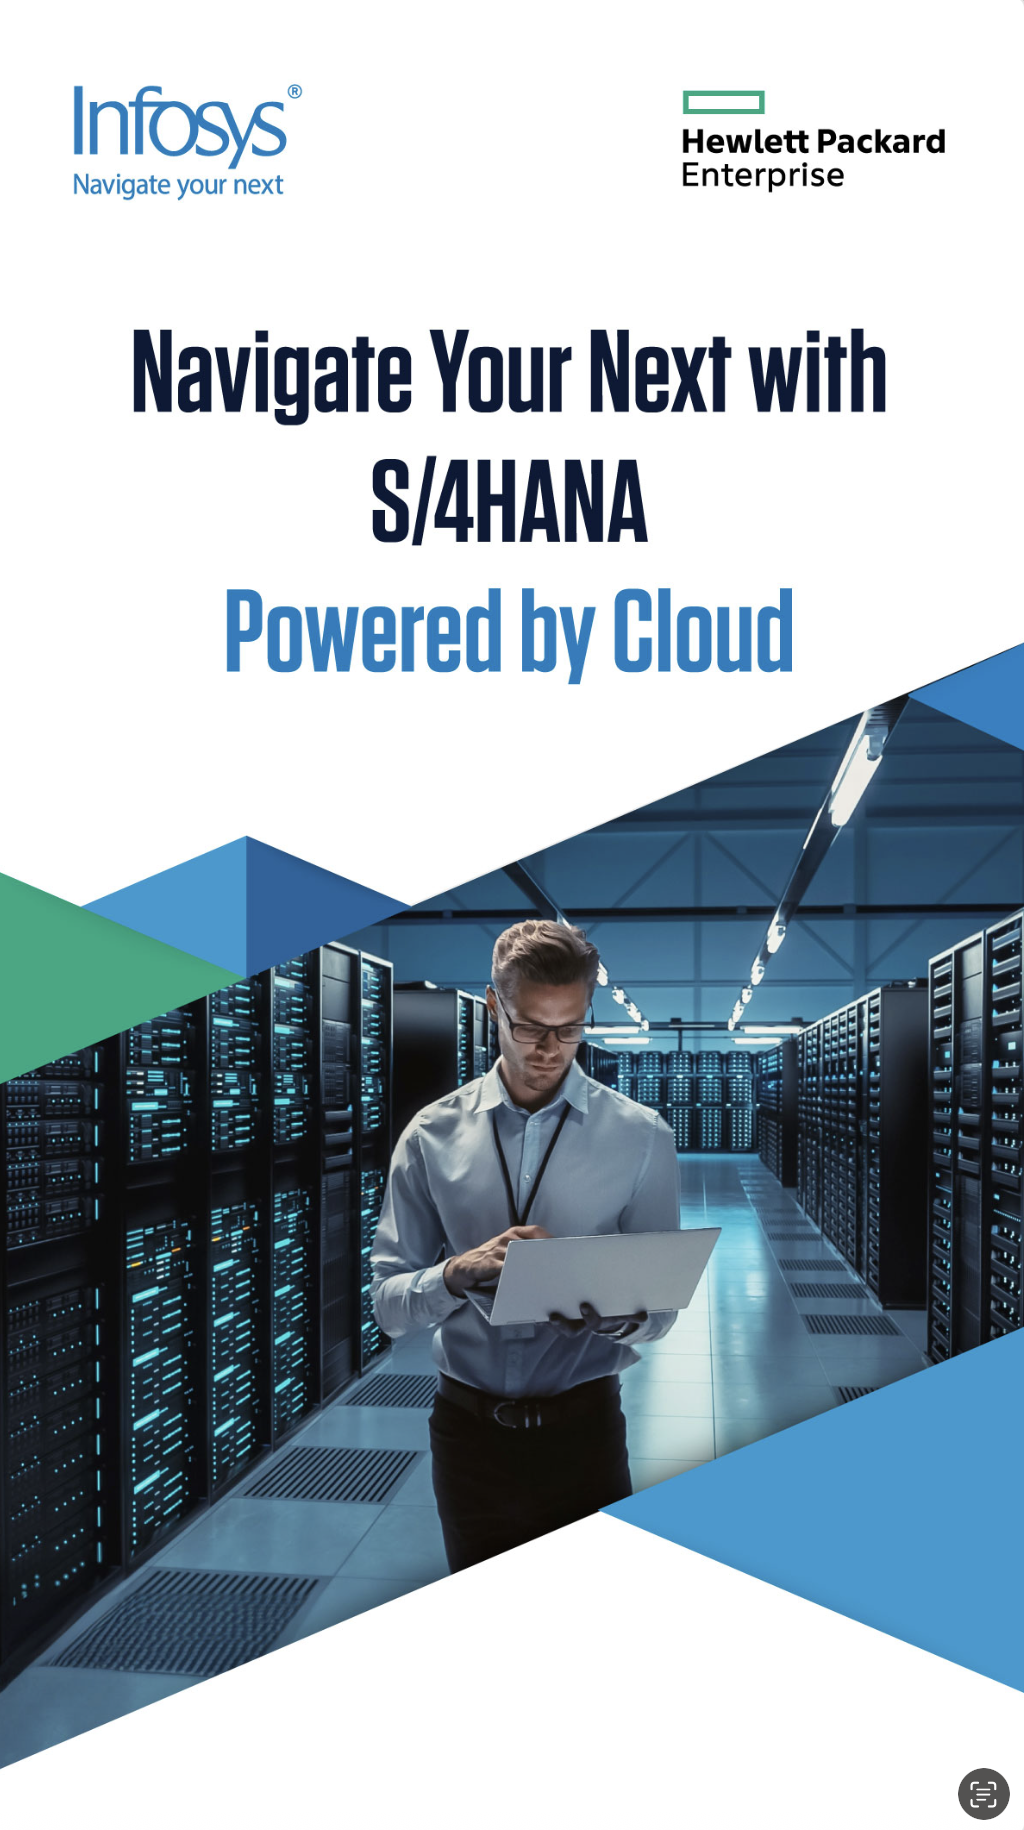 Infosys®
Navigate your next
Hewlett Packard
Enterprise
Navigate Your Next with
S/4HANA
Powered by Cloud